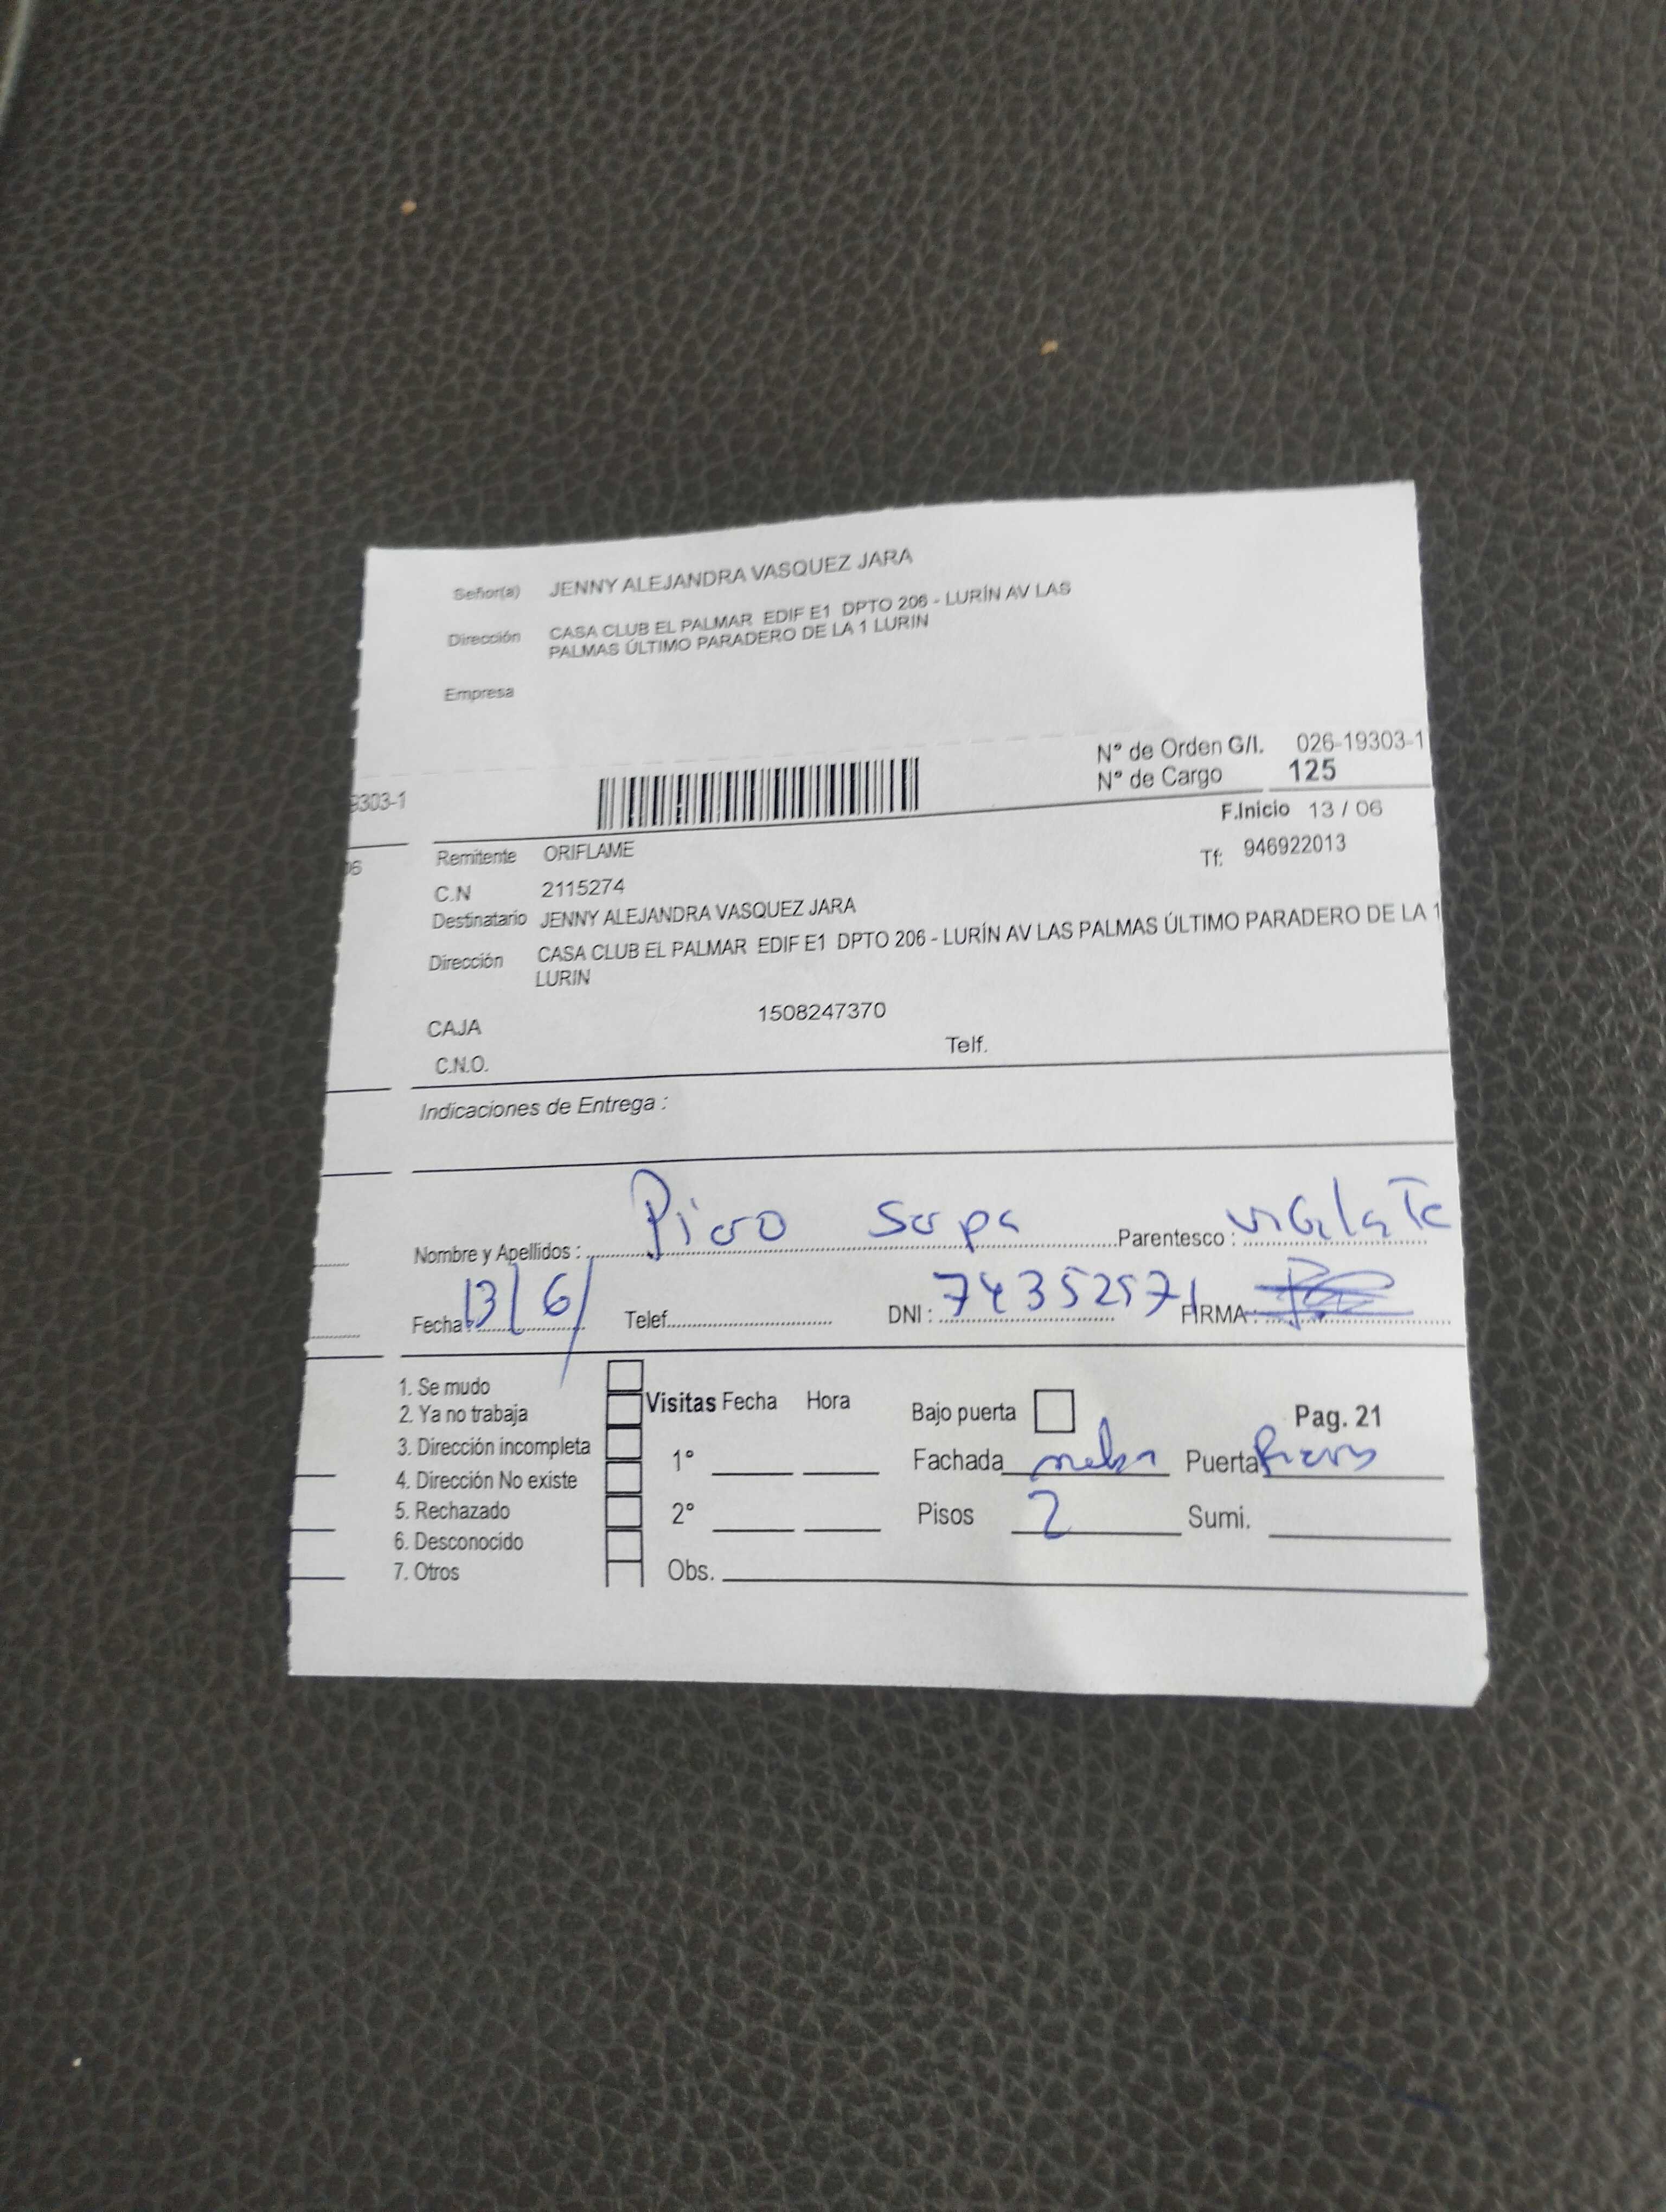 Señor(a) JENNY ALEJANDRA VASQUEZ JARA
Dirección CASA CLUB EL PALMAR EDIF E1 DPTO 206 - LURÍN AV LAS
PALMAS ÚLTIMO PARADERO DE LA 1 LURIN
Empresa
N° de Orden G/I. 026-19303-1
N° de Cargo 125
9303-1
F.Inicio 13 / 06
06
Remitente ORIFLAME
Tf: 946922013
C.N 2115274
Destinatario JENNY ALEJANDRA VASQUEZ JARA
Dirección CASA CLUB EL PALMAR EDIF E1 DPTO 206 - LURÍN AV LAS PALMAS ÚLTIMO PARADERO DE LA 1
LURIN
CAJA 1508247370
C.N.O. Telf.
Indicaciones de Entrega :
Nombre y Apellidos : Parentesco :
Fecha : 13/6/ Telef. DNI : 74352571 FIRMA :
1. Se mudo
2. Ya no trabaja
3. Dirección incompleta
4. Dirección No existe
5. Rechazado
6. Desconocido
7. Otros
Visitas Fecha Hora
1°
2°
Obs.
Bajo puerta Pag. 21
Fachada Puerta
Pisos 2 Sumi.